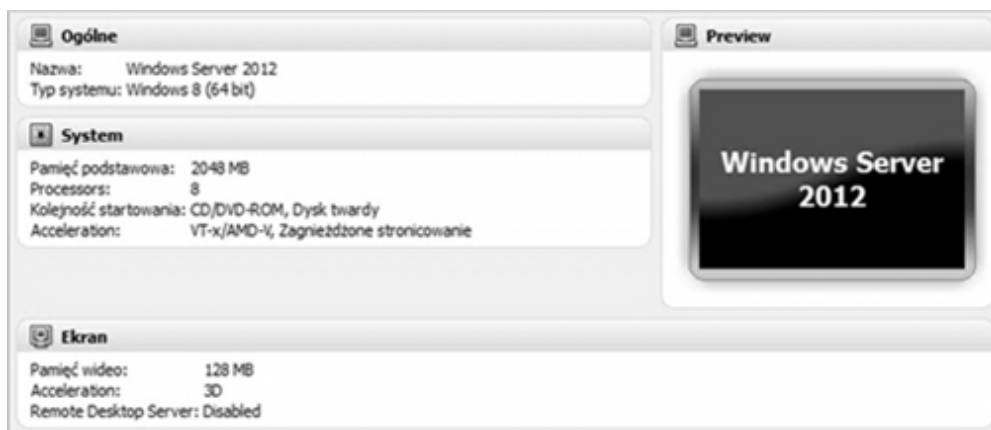 Ogólne
Nazwa: Windows Server 2012
Typ systemu: Windows 8 (64 bit)
System
Pamięć podstawowa: 2048 MB
Processors: 8
Kolejność startowania: CD/DVD-ROM, Dysk twardy
Acceleration: VT-x/AMD-V, Zagnieżdżone stronicowanie
Preview
Windows Server
2012
Ekran
Pamięć wideo: 128 MB
Acceleration: 3D
Remote Desktop Server: Disabled